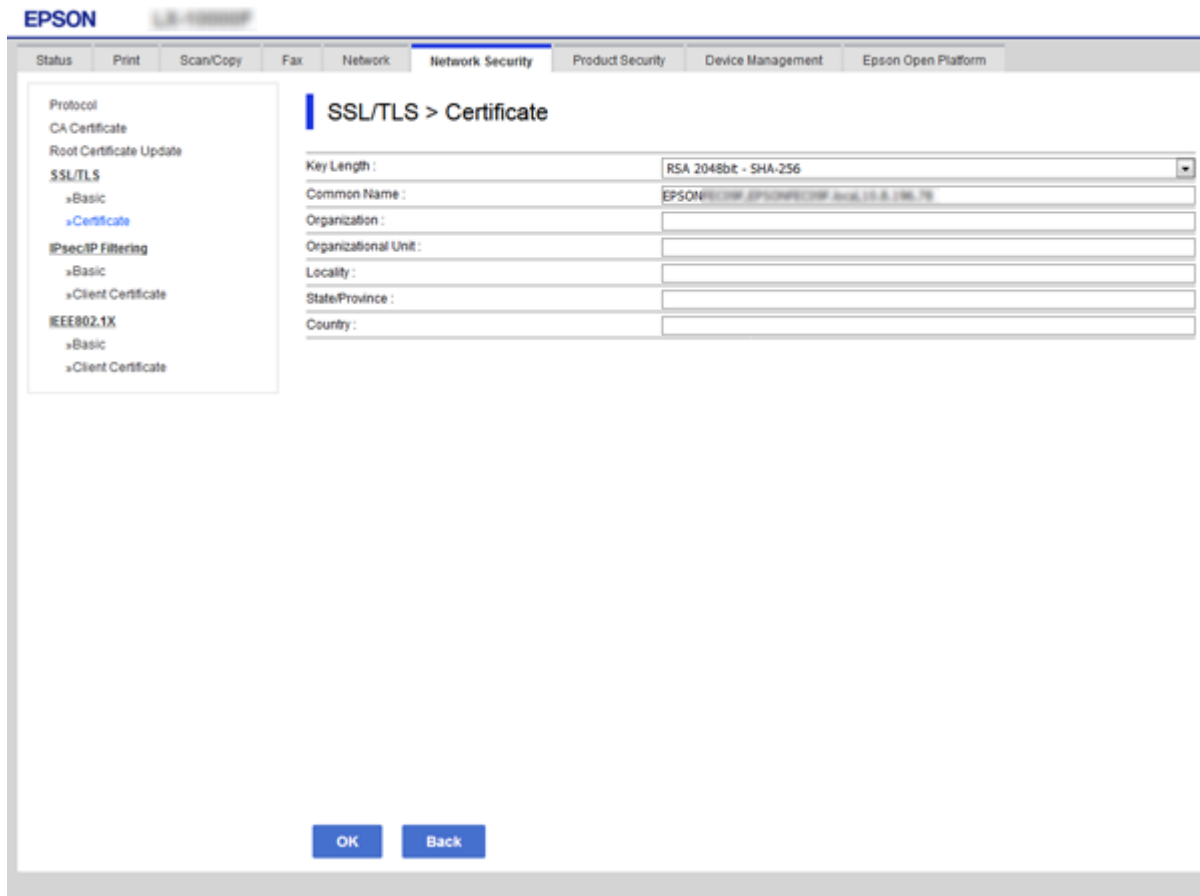 EPSON
Status Print Scan/Copy Fax Network Network Security Product Security Device Management Epson Open Platform
Protocol
CA Certificate
Root Certificate Update
SSL/TLS
»Basic
»Certificate
IPsec/IP Filtering
»Basic
»Client Certificate
IEEE802.1X
»Basic
»Client Certificate
SSL/TLS > Certificate
Key Length : RSA 2048bit - SHA-256
Common Name : EPSON
Organization :
Organizational Unit :
Locality :
State/Province :
Country :
OK Back